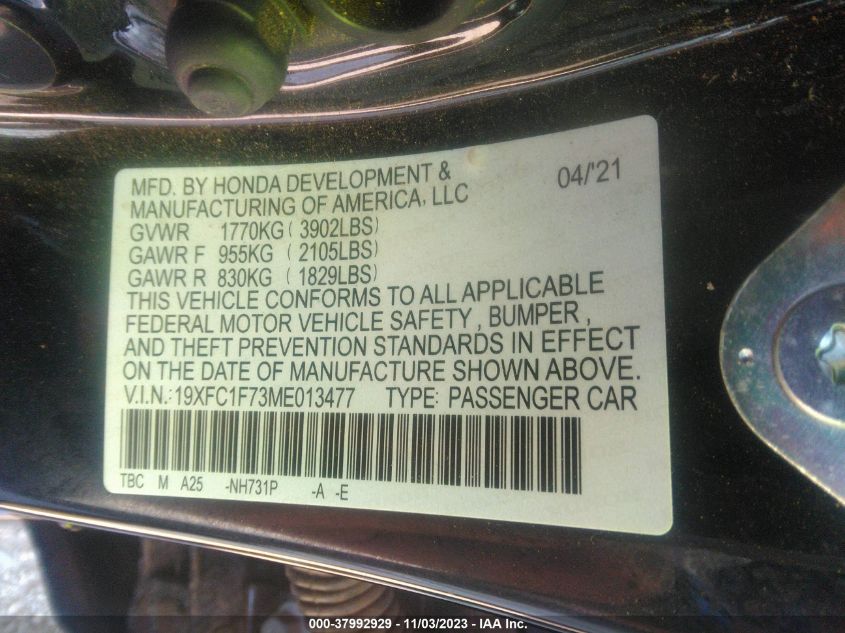 MFD. BY HONDA DEVELOPMENT & 04/'21
MANUFACTURING OF AMERICA, LLC
GVWR 1770KG ( 3902LBS)
GAWR F 955KG ( 2105LBS)
GAWR R 830KG ( 1829LBS)
THIS VEHICLE CONFORMS TO ALL APPLICABLE
FEDERAL MOTOR VEHICLE SAFETY, BUMPER,
AND THEFT PREVENTION STANDARDS IN EFFECT
ON THE DATE OF MANUFACTURE SHOWN ABOVE.
V.I.N.: 19XFC1F73ME013477 TYPE: PASSENGER CAR
TBC M A25 -NH731P -A -E
000-37992929 - 11/03/2023 - IAA Inc.